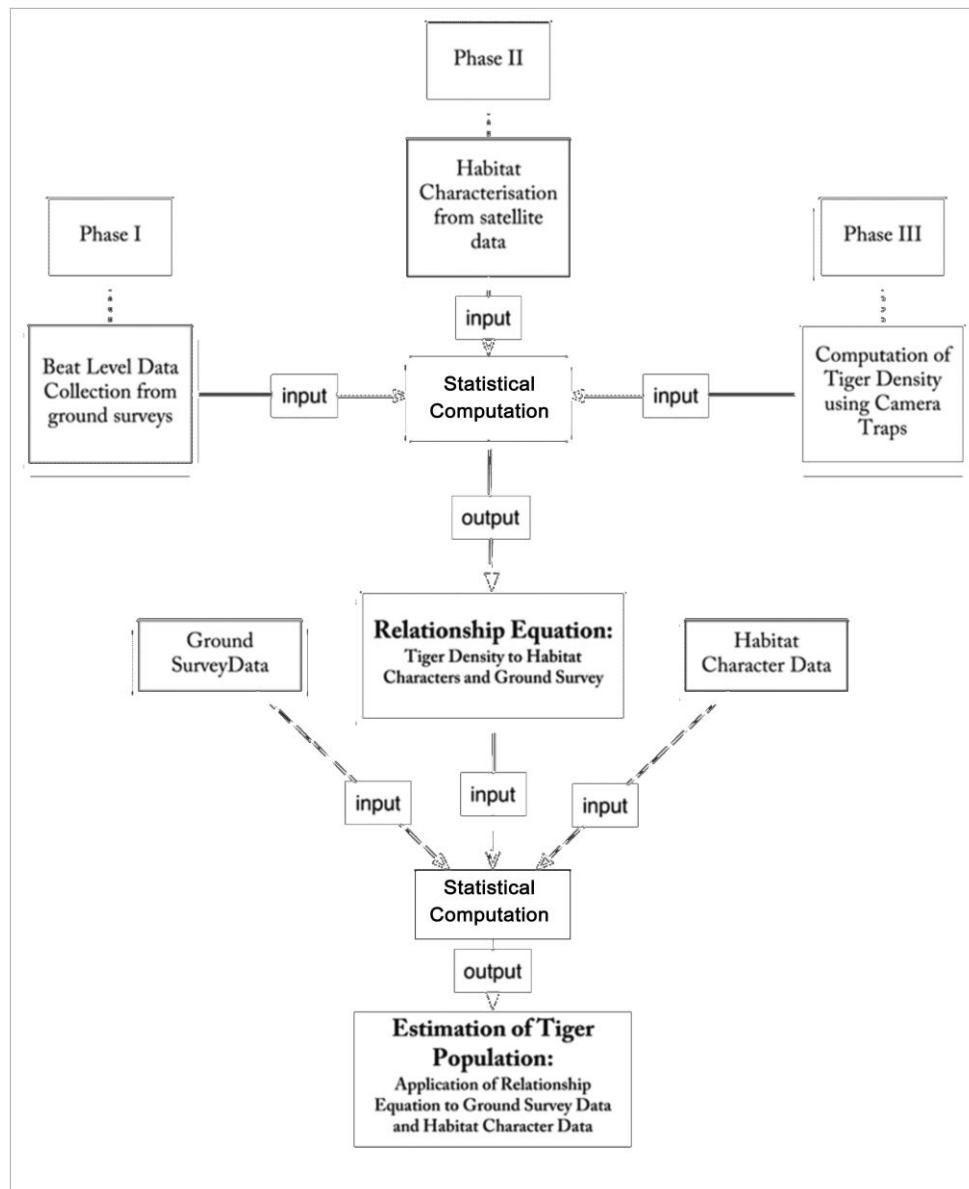 Phase II
Habitat
Characterisation
from satellite
data
Phase I
Phase III
input
Beat Level Data
Collection from
ground surveys
input
Statistical
Computation
input
Computation of
Tiger Density
using Camera
Traps
output
Relationship Equation:
Tiger Density to Habitat
Characters and Ground Survey
Ground
SurveyData
Habitat
Character Data
input
input
input
Statistical
Computation
output
Estimation of Tiger
Population:
Application of Relationship
Equation to Ground Survey Data
and Habitat Character Data